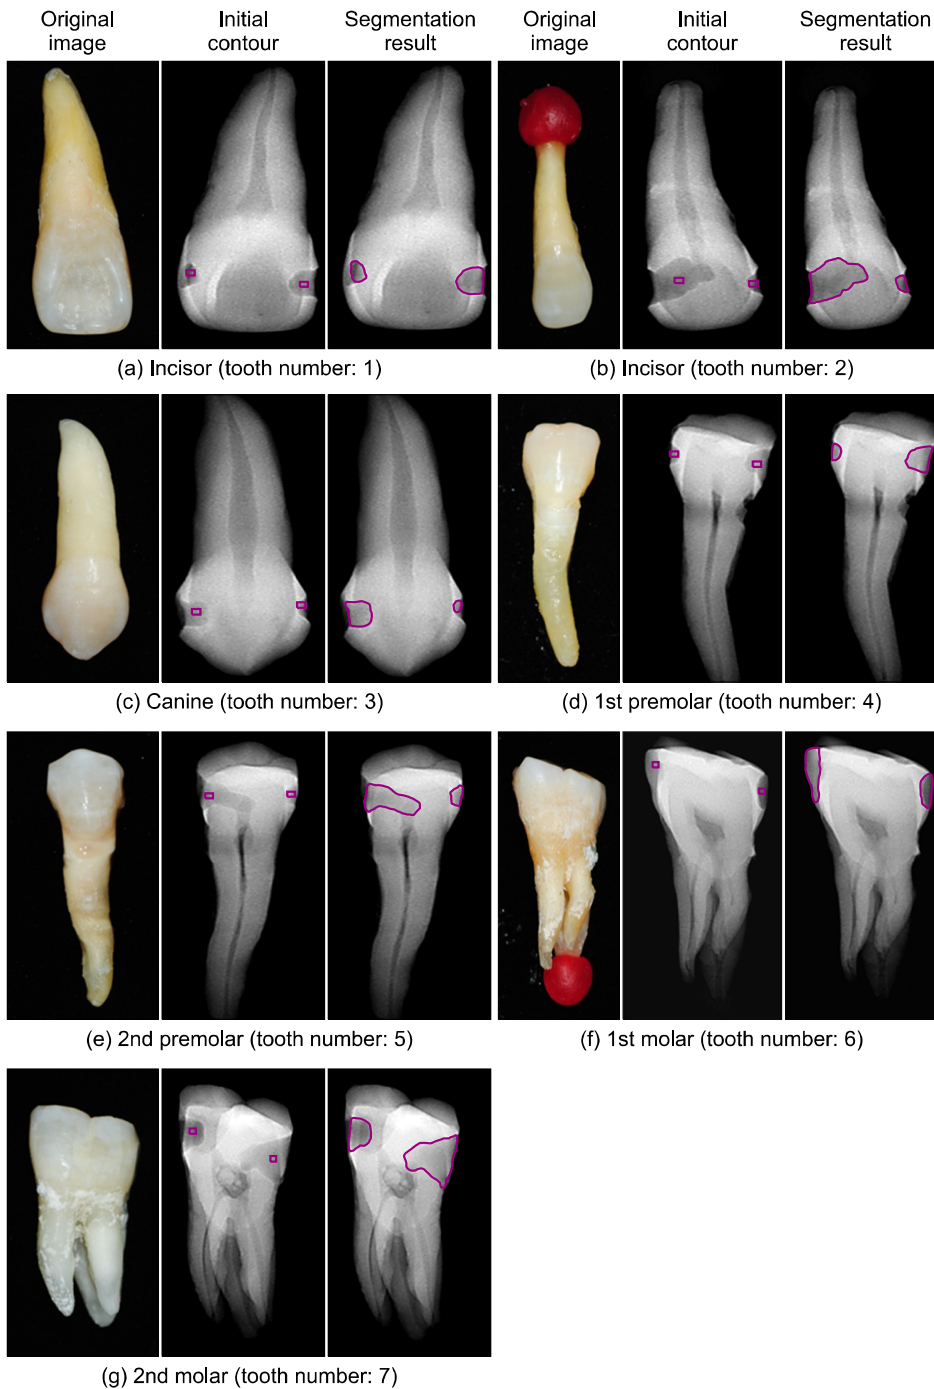 Original image
Initial contour
Segmentation result
Original image
Initial contour
Segmentation result
(a) Incisor (tooth number: 1)
(b) Incisor (tooth number: 2)
(c) Canine (tooth number: 3)
(d) 1st premolar (tooth number: 4)
(e) 2nd premolar (tooth number: 5)
(f) 1st molar (tooth number: 6)
(g) 2nd molar (tooth number: 7)